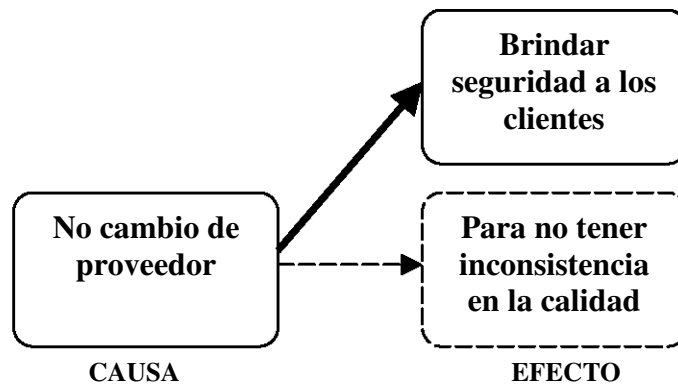 Brindar
seguridad a los
clientes
No cambio de
proveedor
Para no tener
inconsistencia
en la calidad
CAUSA
EFECTO